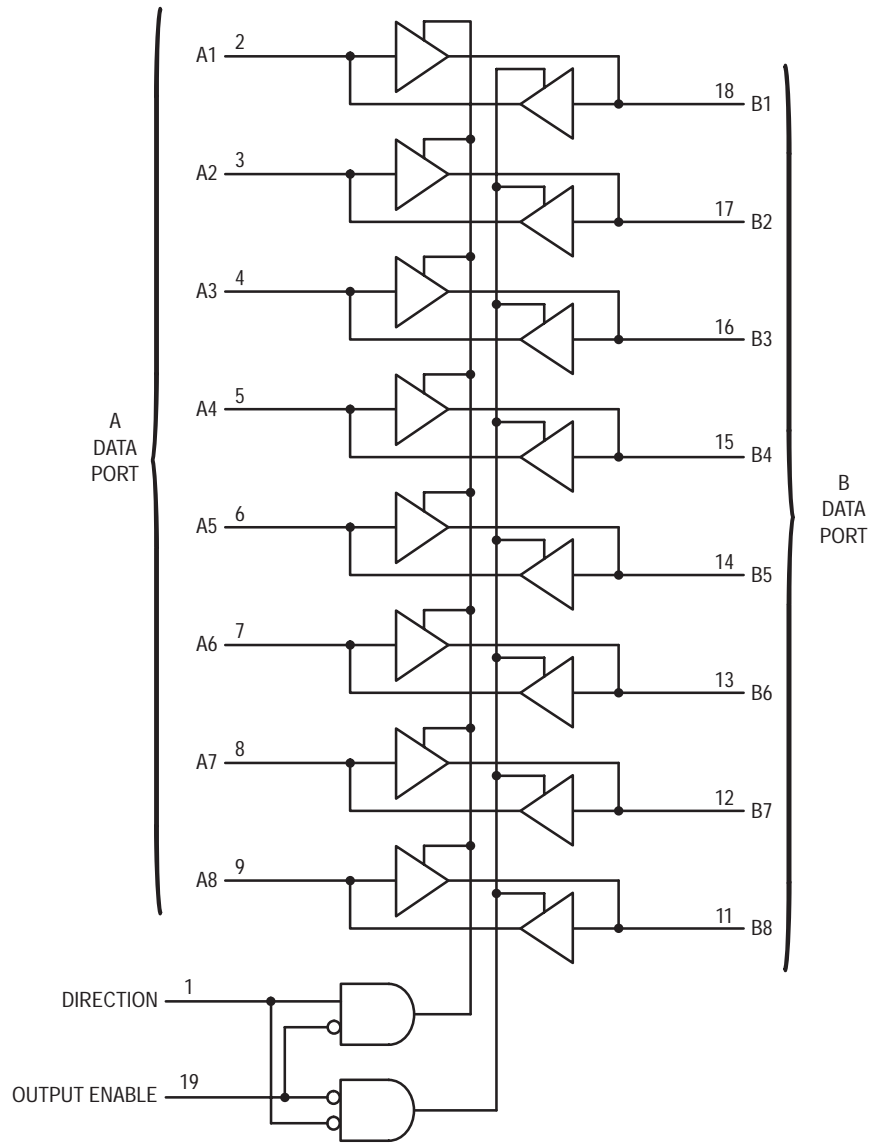 A1 2
18 B1
A2 3
17 B2
A3 4
16 B3
A4 5
15 B4
A5 6
14 B5
A6 7
13 B6
A7 8
12 B7
A8 9
11 B8
A
DATA
PORT
B
DATA
PORT
DIRECTION 1
OUTPUT ENABLE 19